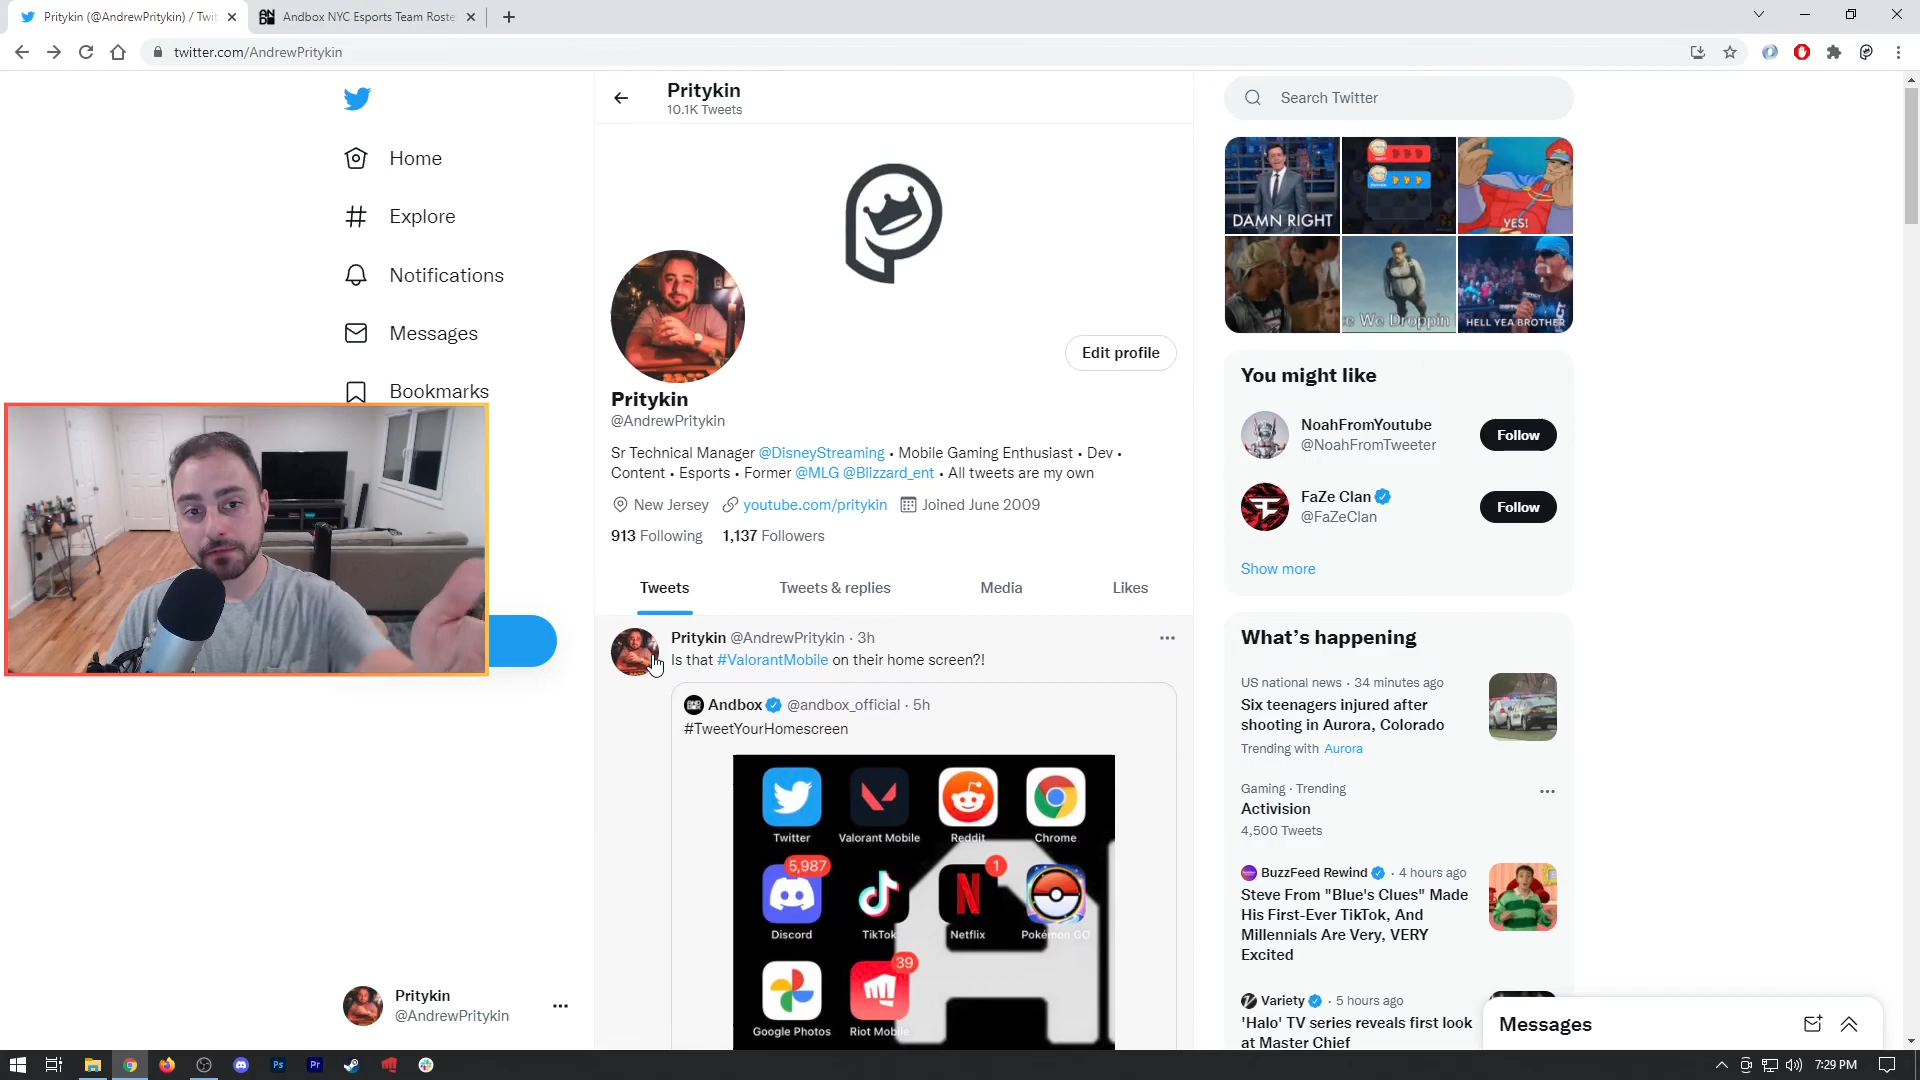 Pritykin (@AndrewPritykin) / Twit
Andbox NYC Esports Team Roste
twitter.com/AndrewPritykin
Home
Explore
Notifications
Messages
Bookmarks
Pritykin
@AndrewPritykin
Pritykin
10.1K Tweets
Edit profile
Pritykin
@AndrewPritykin
Sr Technical Manager @DisneyStreaming • Mobile Gaming Enthusiast • Dev •
Content • Esports • Former @MLG @Blizzard_ent • All tweets are my own
New Jersey youtube.com/pritykin Joined June 2009
913 Following 1,137 Followers
Tweets Tweets & replies Media Likes
Pritykin @AndrewPritykin · 3h
Is that #ValorantMobile on their home screen?!
Andbox @andbox_official · 5h
#TweetYourHomescreen
Twitter Valorant Mobile Reddit Chrome
5,987
1
Discord TikTok Netflix Pokémon GO
39
Google Photos Riot Mobile
Search Twitter
DAMN RIGHT
YES!
e We Droppin
HELL YEA BROTHER
You might like
NoahFromYoutube
@NoahFromTweeter
Follow
FaZe Clan
@FaZeClan
Follow
Show more
What's happening
US national news · 34 minutes ago
Six teenagers injured after
shooting in Aurora, Colorado
Trending with Aurora
Gaming · Trending
Activision
4,500 Tweets
BuzzFeed Rewind · 4 hours ago
Steve From "Blue's Clues" Made
His First-Ever TikTok, And
Millennials Are Very, VERY
Excited
Variety · 5 hours ago
'Halo' TV series reveals first look
at Master Chief
Messages
Ps
Pr
7:29 PM